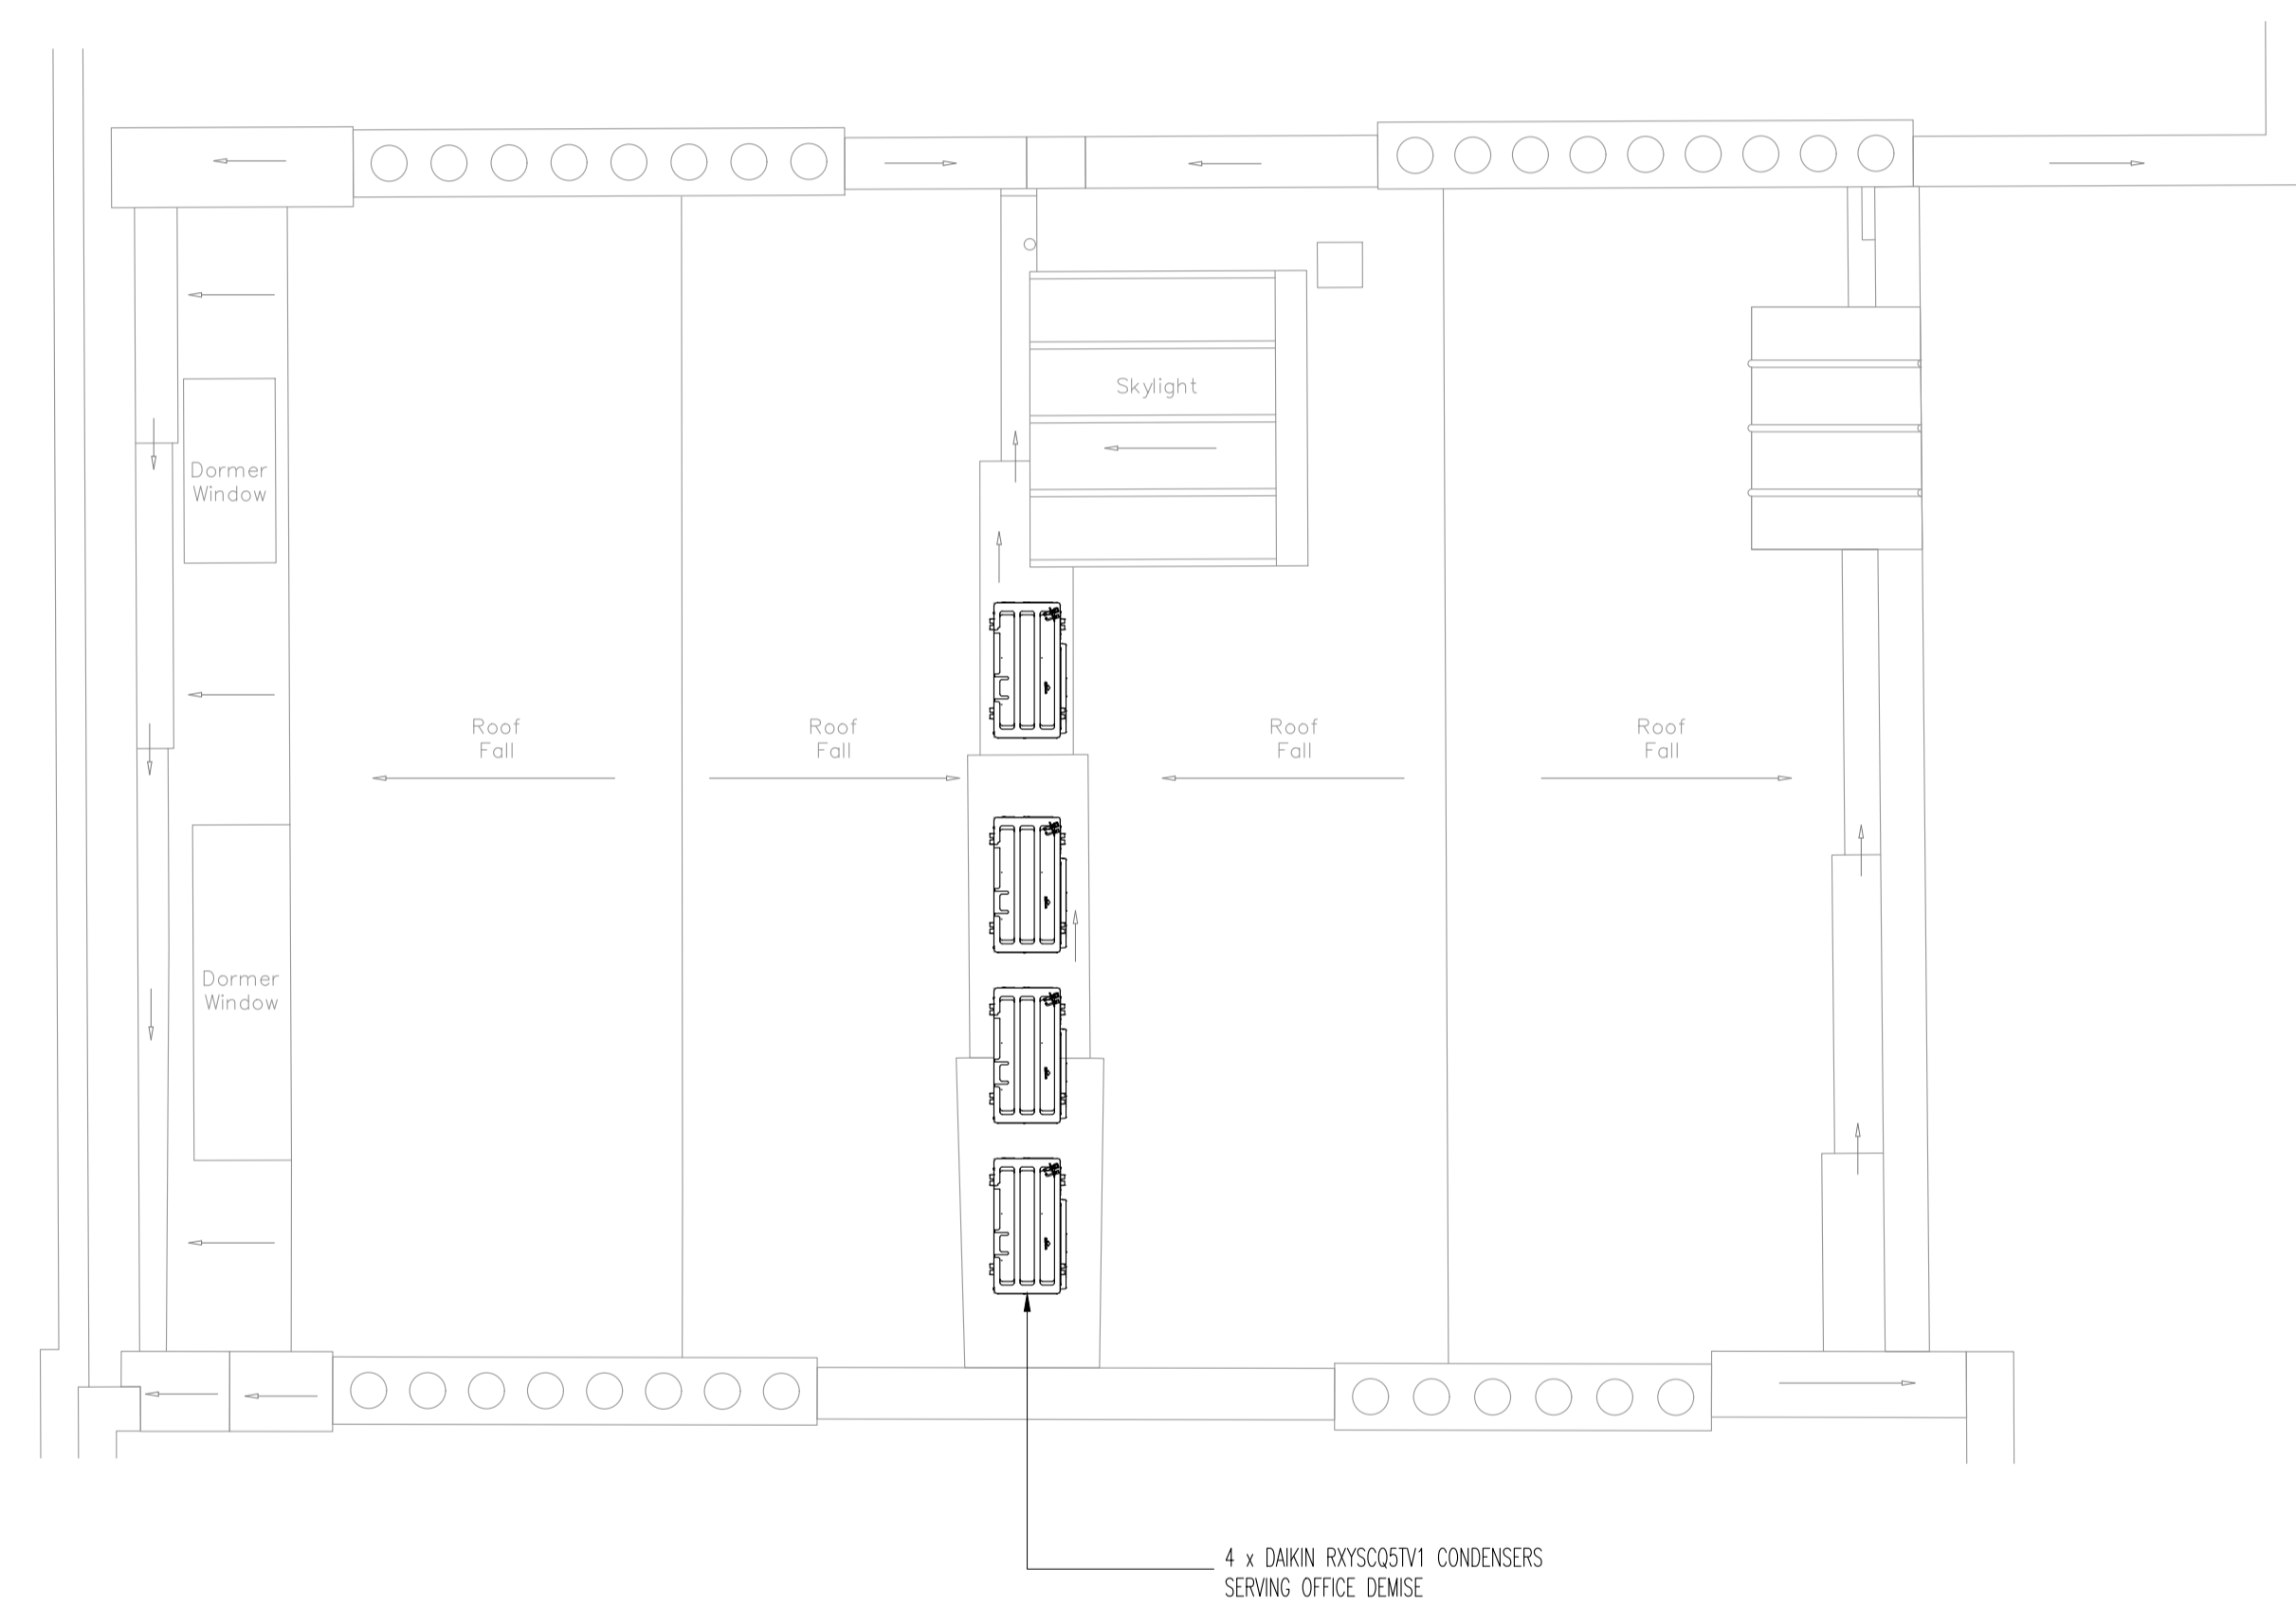 Skylight
Dormer
Window
Roof
Fall
Roof
Fall
Roof
Fall
Roof
Fall
Dormer
Window
4 x DAIKIN RXYSCQ5TV1 CONDENSERS
SERVING OFFICE DEMISE